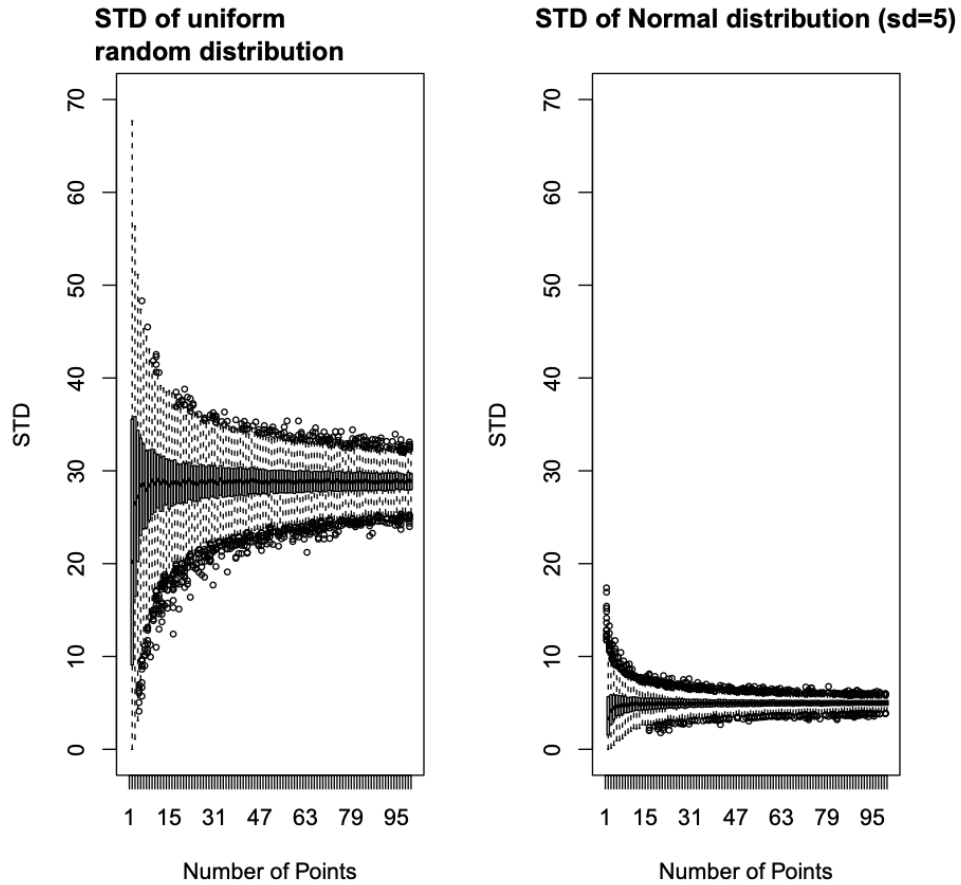 STD of uniform
random distribution
STD
70
60
50
40
30
20
10
0
1 15 31 47 63 79 95
Number of Points
STD of Normal distribution (sd=5)
STD
70
60
50
40
30
20
10
0
1 15 31 47 63 79 95
Number of Points